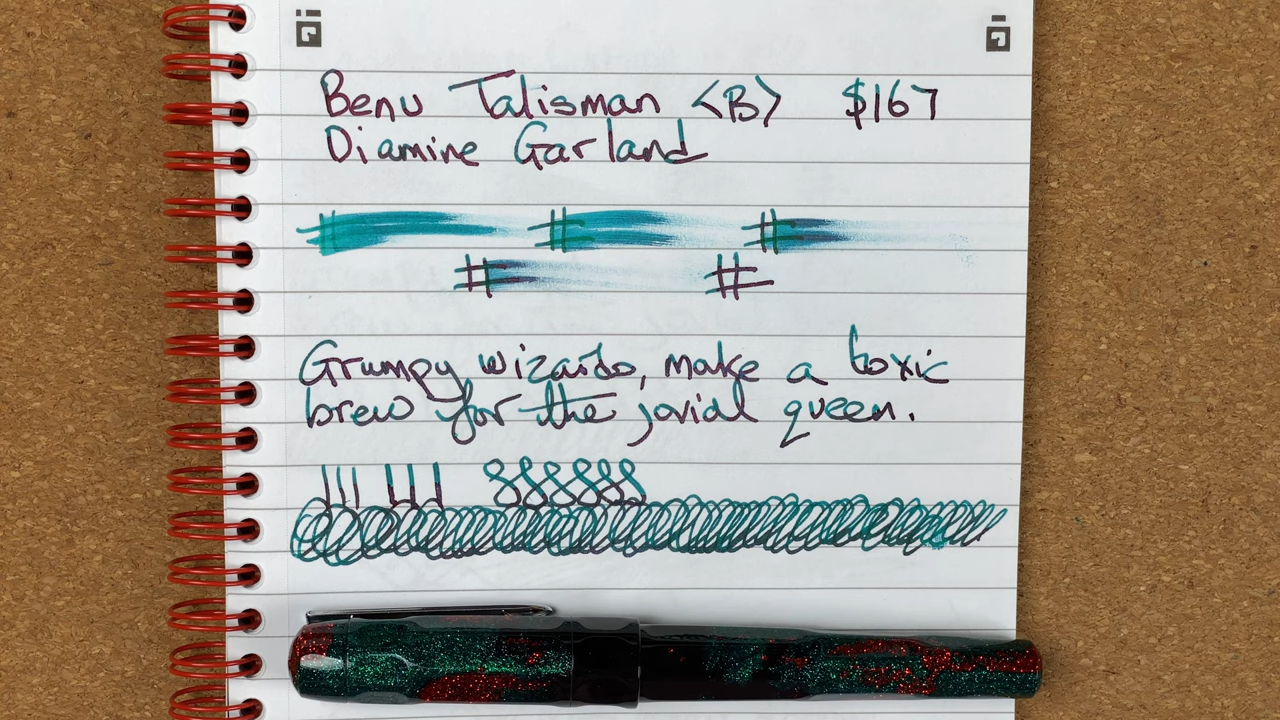 Benu Talisman <B> $167
Diamine Garland
# # #
# #
Grumpy wizards, make a toxic
brew for the jovial queen.